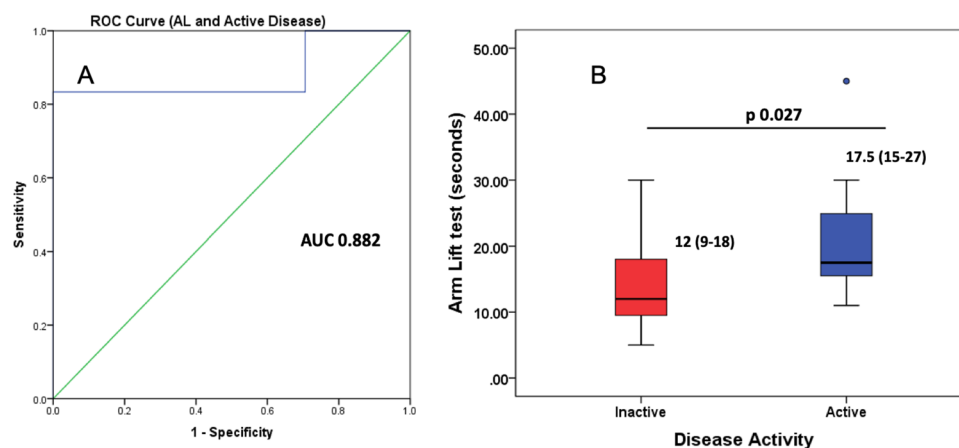 ROC Curve (AL and Active Disease)
A
1.0
0.8
0.6
0.4
0.2
0.0
Sensitivity
AUC 0.882
0.0 0.2 0.4 0.6 0.8 1.0
1 - Specificity
B
50.00
40.00
30.00
20.00
10.00
.00
Arm Lift test (seconds)
p 0.027
17.5 (15-27)
12 (9-18)
Inactive Active
Disease Activity